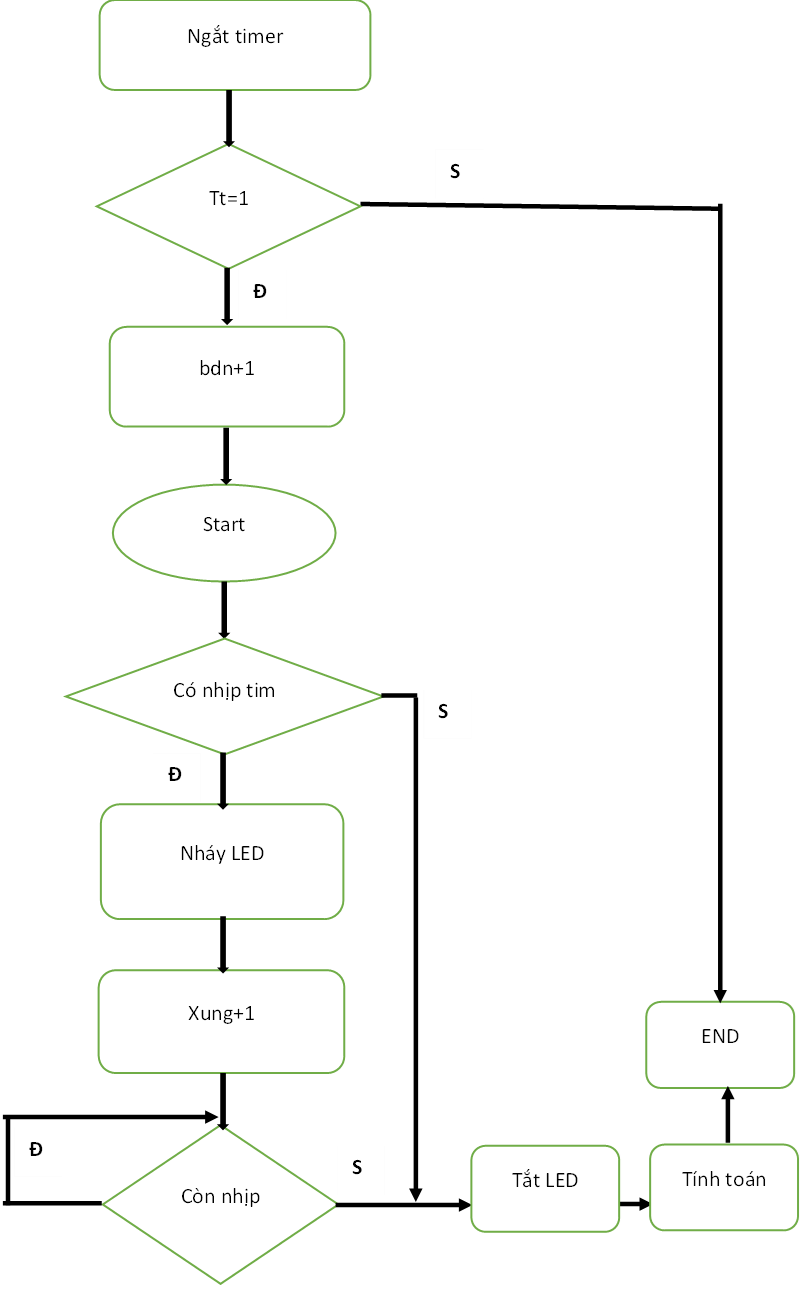 Ngắt timer
S
Tt=1
Đ
bdn+1
Start
Có nhịp tim
S
Đ
Nháy LED
Xung+1
END
Đ
S
Còn nhịp
Tắt LED
Tính toán